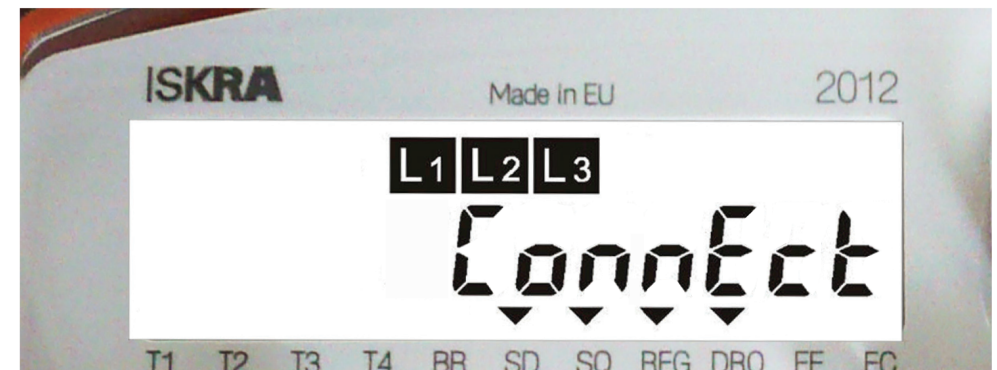 ISKRA Made in EU 2012
L1 L2 L3
ConnEct
T1 T2 T3 T4 BB SD SO REG DRO EF FC